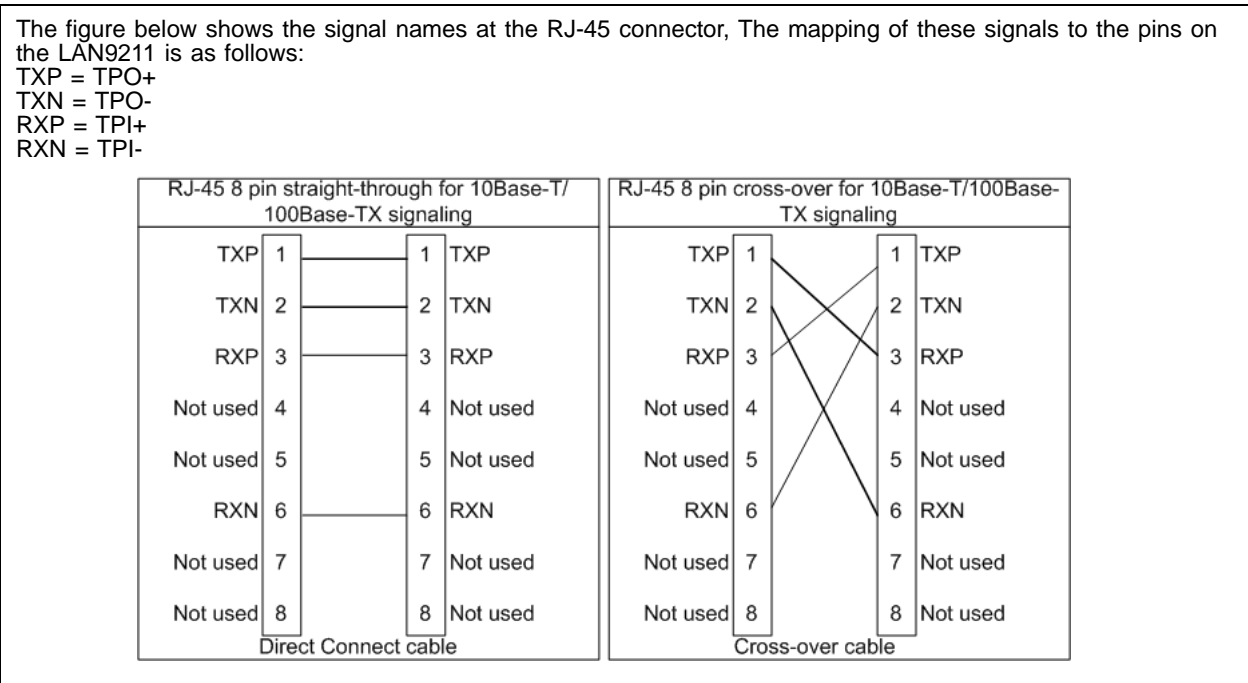 The figure below shows the signal names at the RJ-45 connector, The mapping of these signals to the pins on
the LAN9211 is as follows:
TXP = TPO+
TXN = TPO-
RXP = TPI+
RXN = TPI-
RJ-45 8 pin straight-through for 10Base-T/
100Base-TX signaling
TXP 1 1 TXP
TXN 2 2 TXN
RXP 3 3 RXP
Not used 4 4 Not used
Not used 5 5 Not used
RXN 6 6 RXN
Not used 7 7 Not used
Not used 8 8 Not used
Direct Connect cable
RJ-45 8 pin cross-over for 10Base-T/100Base-
TX signaling
TXP 1 1 TXP
TXN 2 2 TXN
RXP 3 3 RXP
Not used 4 4 Not used
Not used 5 5 Not used
RXN 6 6 RXN
Not used 7 7 Not used
Not used 8 8 Not used
Cross-over cable